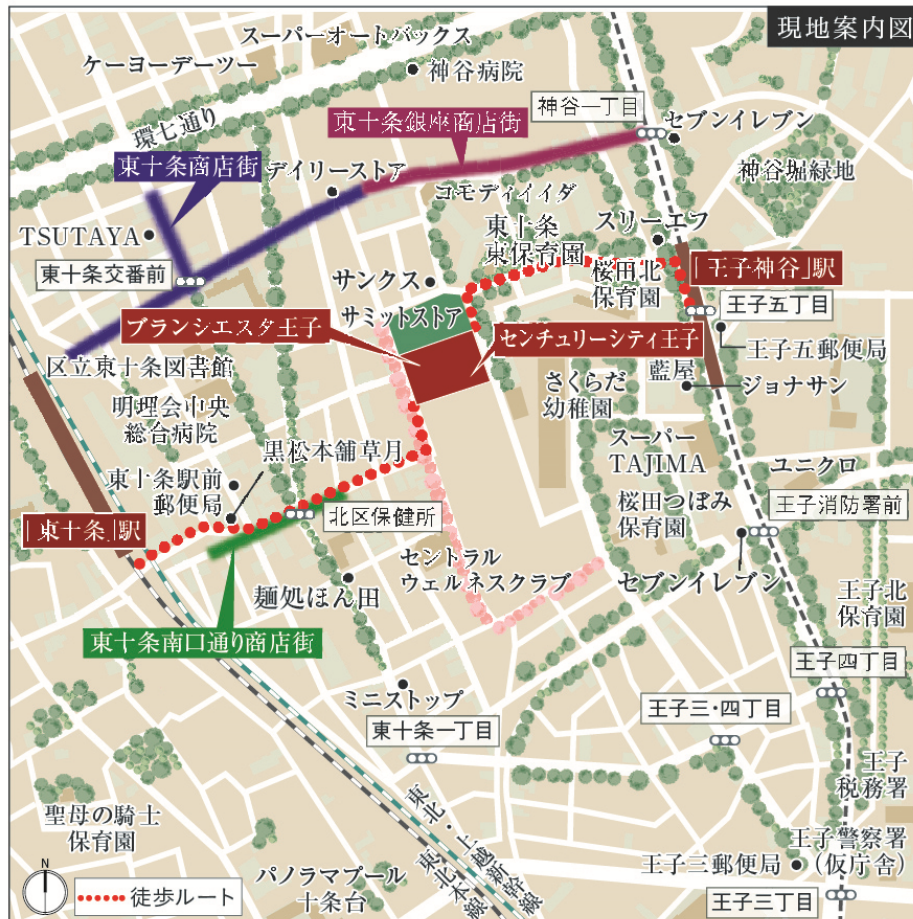 現地案内図
スーパーオートバックス
ケーヨーデーツー
神谷病院
環七通り
東十条銀座商店街
神谷一丁目
セブンイレブン
東十条商店街
デイリーストア
コモディイイダ
神谷堀緑地
TSUTAYA
東十条
東保育園
スリーエフ
東十条交番前
サンクス
桜田北
保育園
「王子神谷」駅
王子五丁目
サミットストア
ブランシエスタ王子
センチュリーシティ王子
王子五郵便局
区立東十条図書館
藍屋
ジョナサン
さくらだ
幼稚園
明理会中央
総合病院
黒松本舗草月
スーパー
TAJIMA
ユニクロ
東十条駅前
郵便局
桜田つぼみ
保育園
王子消防署前
北区保健所
「東十条」駅
セントラル
ウェルネスクラブ
セブンイレブン
麺処ほん田
王子北
保育園
東十条南口通り商店街
王子四丁目
ミニストップ
王子三・四丁目
東十条一丁目
王子
税務署
聖母の騎士
保育園
東北・上越新幹線
東北本線
王子警察署
(仮庁舎)
王子三郵便局
パノラマプール
十条台
N
徒歩ルート
王子三丁目